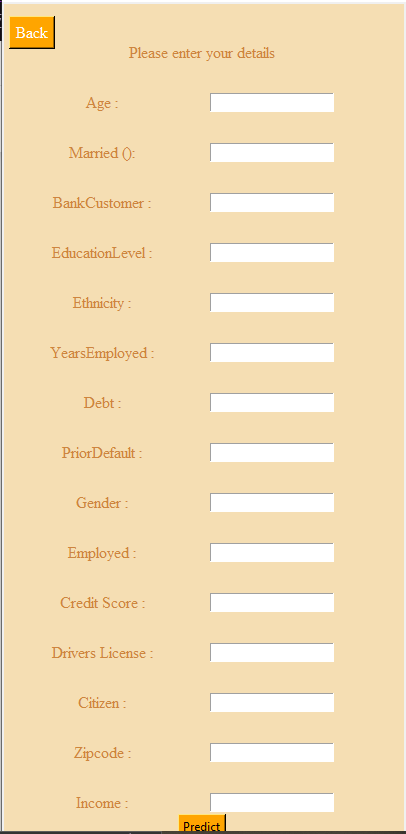 Back
Please enter your details
Age :
Married ():
BankCustomer :
EducationLevel :
Ethnicity :
YearsEmployed :
Debt :
PriorDefault :
Gender :
Employed :
Credit Score :
Drivers License :
Citizen :
Zipcode :
Income :
Predict